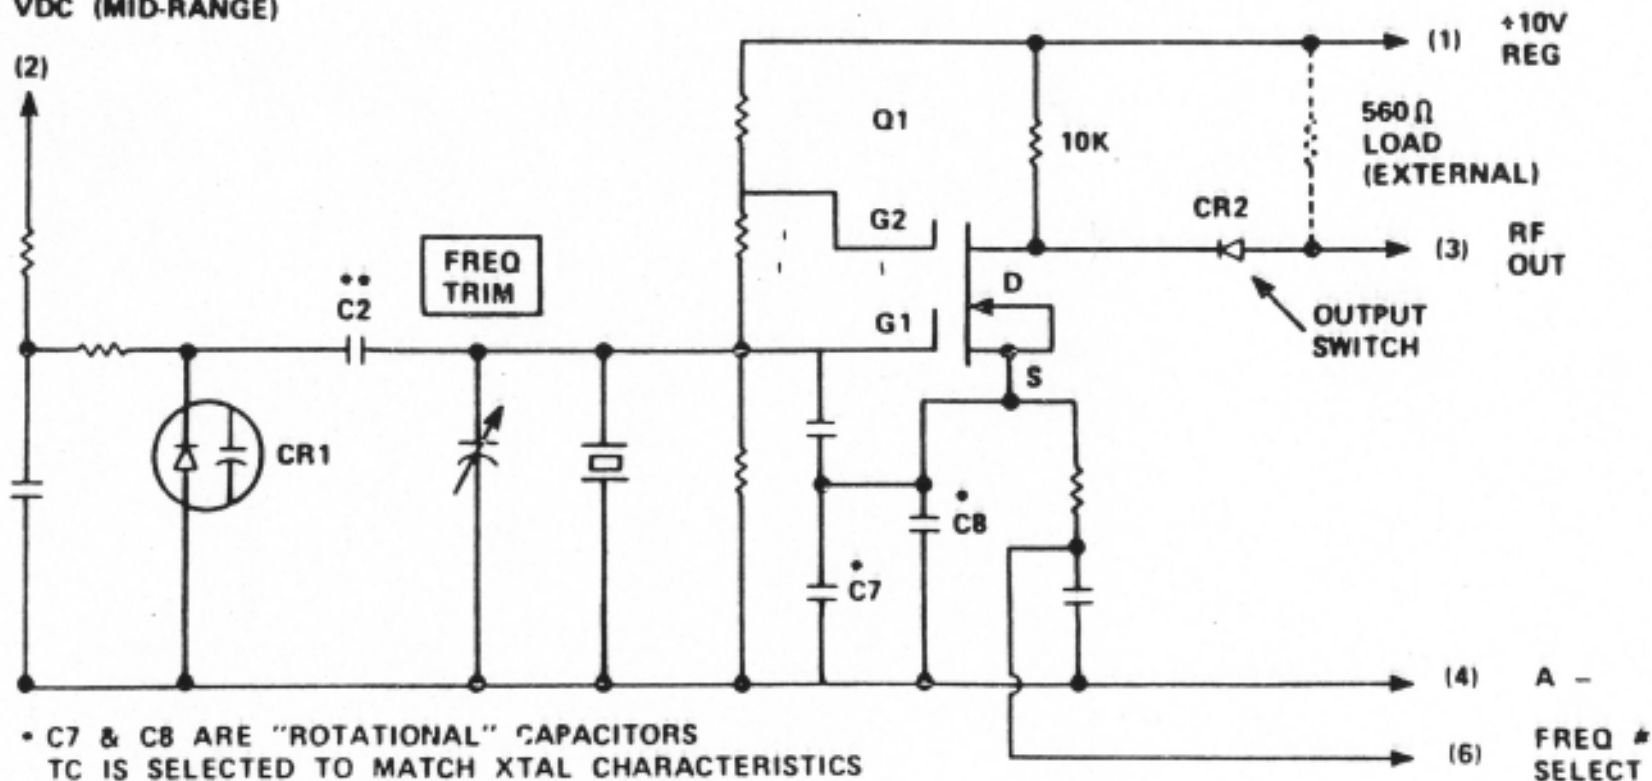 VDC (MID-RANGE)
(2)
+10V
(1)
REG
Q1
10K
560Ω
LOAD
(EXTERNAL)
CR2
G2
(3)
RF
OUT
FREQ
TRIM
D
**
C2
G1
OUTPUT
SWITCH
S
CR1
*
C8
*
C7
(4) A –
* C7 & C8 ARE "ROTATIONAL" CAPACITORS
TC IS SELECTED TO MATCH XTAL CHARACTERISTICS
(6)
FREQ #
SELECT